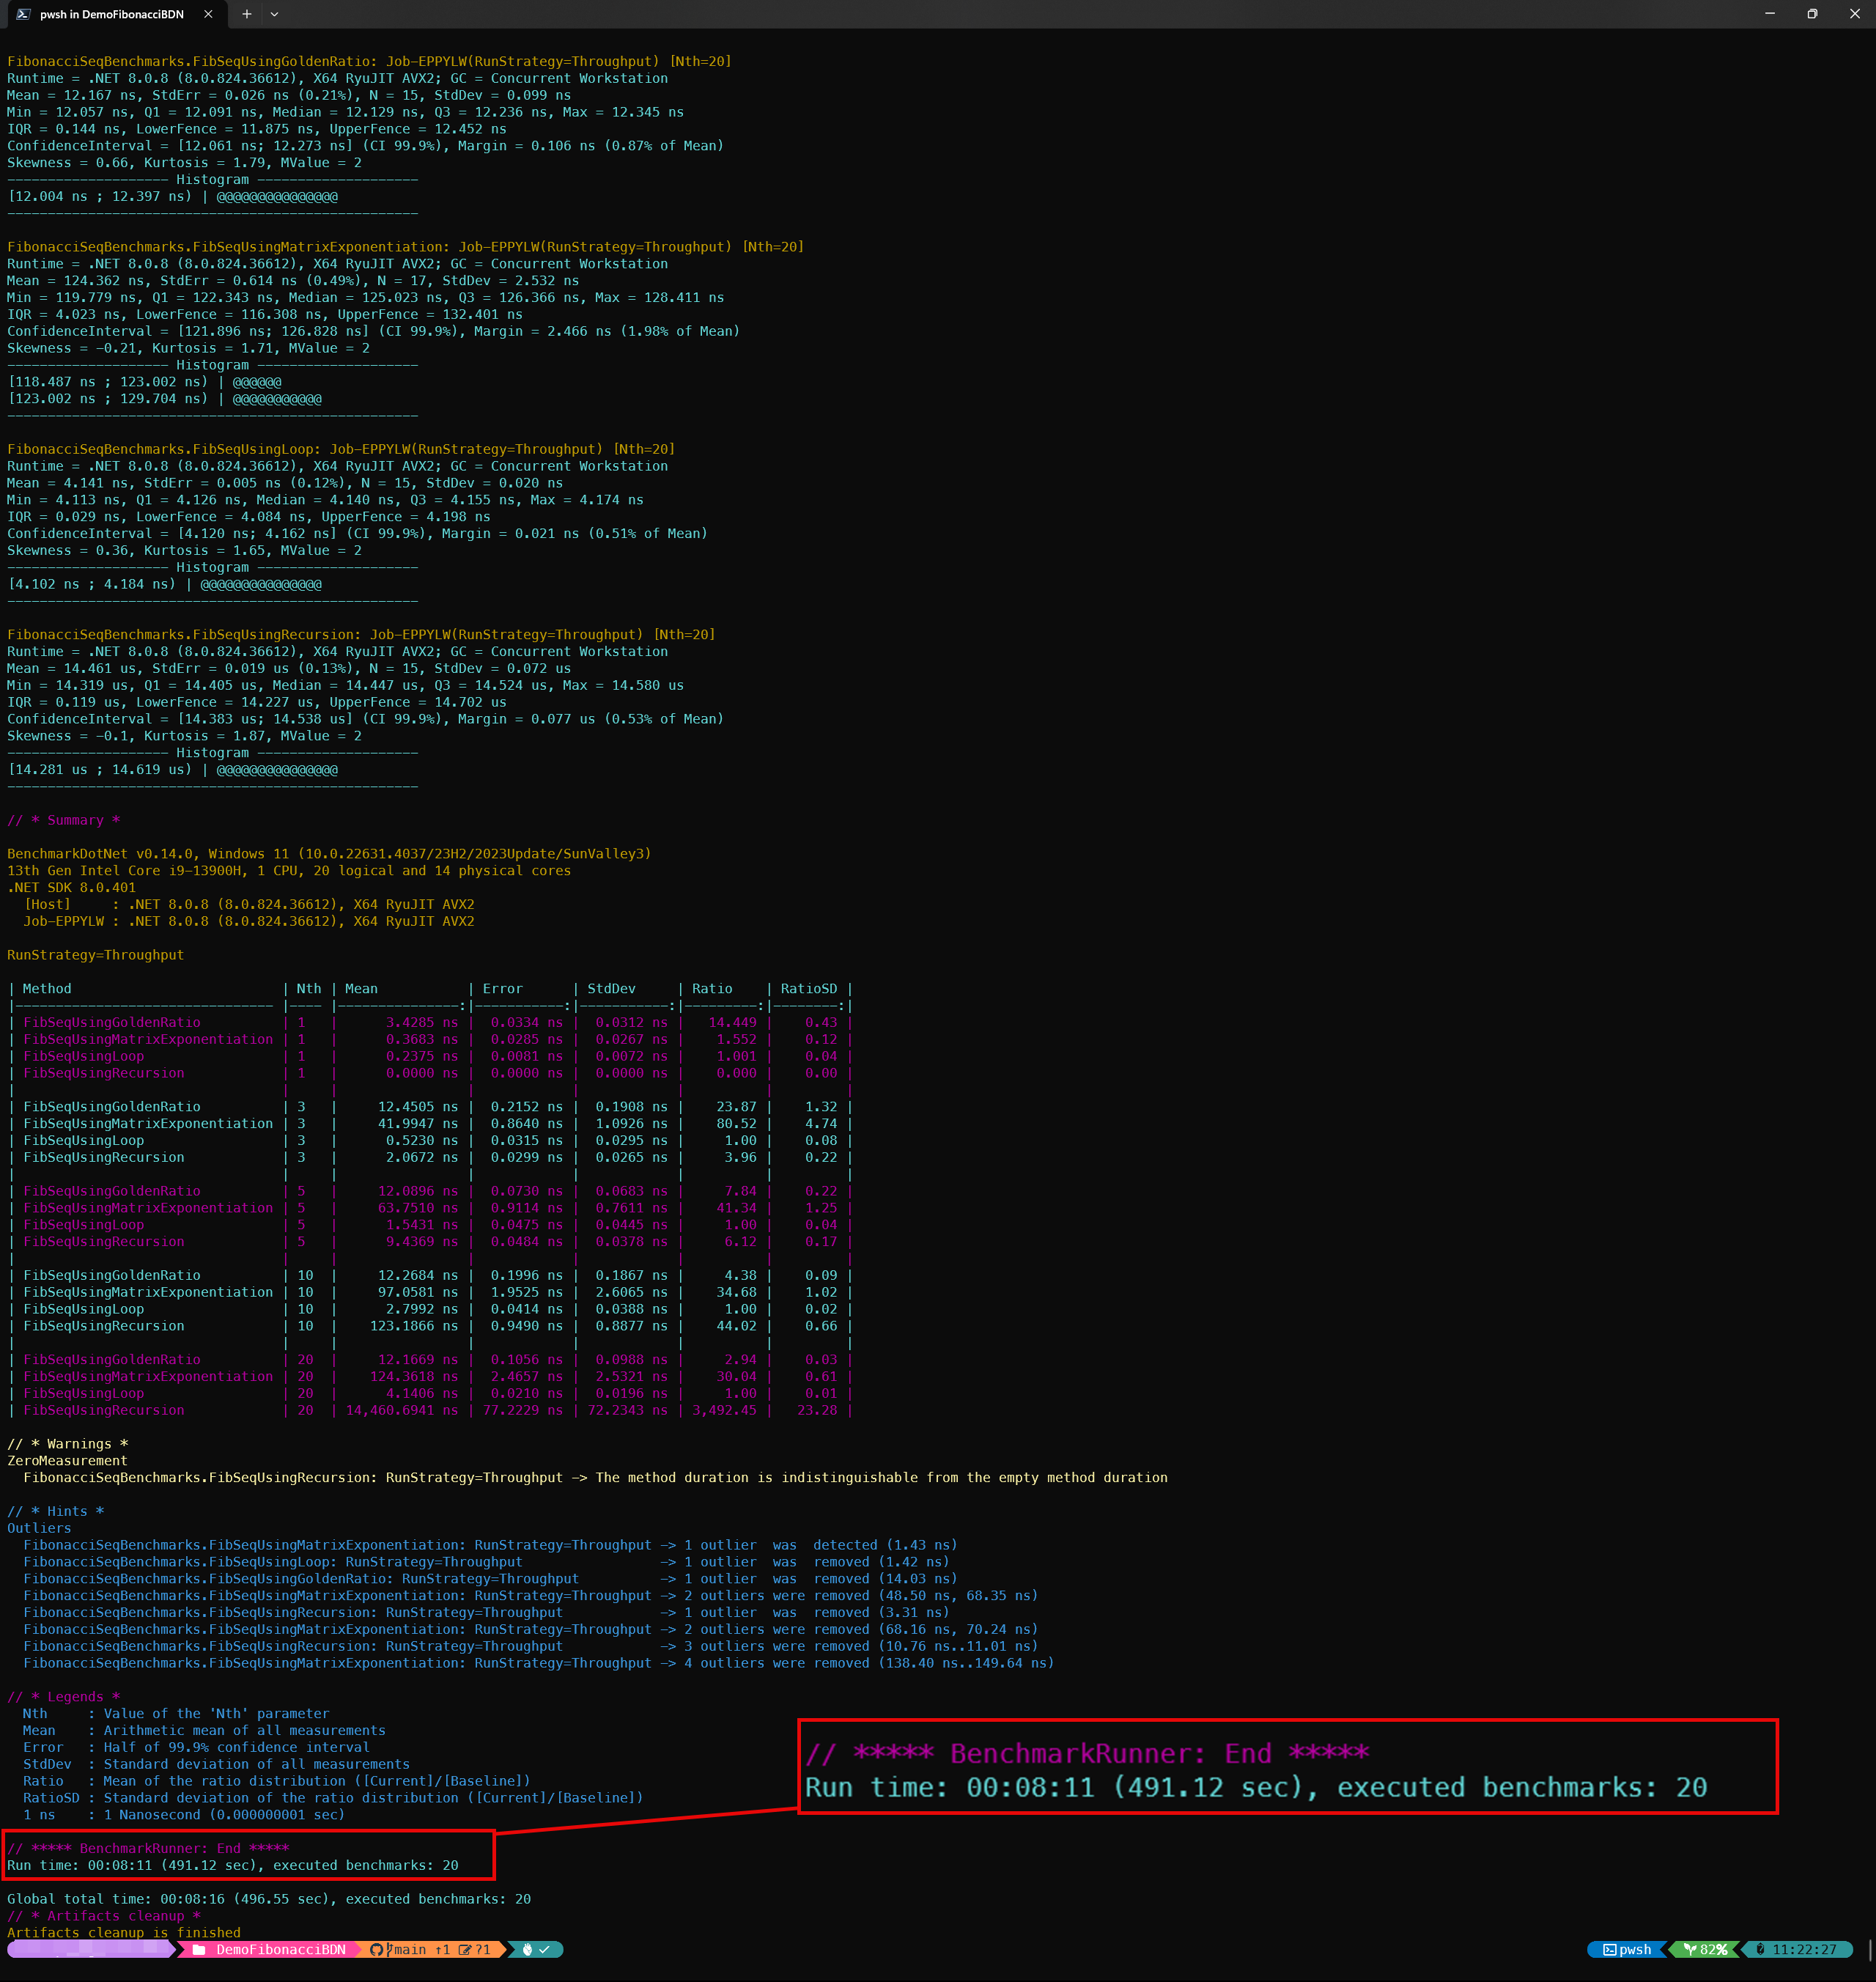 pwsh in DemoFibonacciBDN
FibonacciSeqBenchmarks.FibSeqUsingGoldenRatio: Job-EPPYLW(RunStrategy=Throughput) [Nth=20]
Runtime = .NET 8.0.8 (8.0.824.36612), X64 RyuJIT AVX2; GC = Concurrent Workstation
Mean = 12.167 ns, StdErr = 0.026 ns (0.21%), N = 15, StdDev = 0.099 ns
Min = 12.057 ns, Q1 = 12.091 ns, Median = 12.129 ns, Q3 = 12.236 ns, Max = 12.345 ns
IQR = 0.144 ns, LowerFence = 11.875 ns, UpperFence = 12.452 ns
ConfidenceInterval = [12.061 ns; 12.273 ns] (CI 99.9%), Margin = 0.106 ns (0.87% of Mean)
Skewness = 0.66, Kurtosis = 1.79, MValue = 2
-------------------- Histogram --------------------
[12.004 ns ; 12.397 ns) | @@@@@@@@@@@@@@@
---------------------------------------------------
FibonacciSeqBenchmarks.FibSeqUsingMatrixExponentiation: Job-EPPYLW(RunStrategy=Throughput) [Nth=20]
Runtime = .NET 8.0.8 (8.0.824.36612), X64 RyuJIT AVX2; GC = Concurrent Workstation
Mean = 124.362 ns, StdErr = 0.614 ns (0.49%), N = 17, StdDev = 2.532 ns
Min = 119.779 ns, Q1 = 122.343 ns, Median = 125.023 ns, Q3 = 126.366 ns, Max = 128.411 ns
IQR = 4.023 ns, LowerFence = 116.308 ns, UpperFence = 132.401 ns
ConfidenceInterval = [121.896 ns; 126.828 ns] (CI 99.9%), Margin = 2.466 ns (1.98% of Mean)
Skewness = -0.21, Kurtosis = 1.71, MValue = 2
-------------------- Histogram --------------------
[118.487 ns ; 123.002 ns) | @@@@@@
[123.002 ns ; 129.704 ns) | @@@@@@@@@@@
---------------------------------------------------
FibonacciSeqBenchmarks.FibSeqUsingLoop: Job-EPPYLW(RunStrategy=Throughput) [Nth=20]
Runtime = .NET 8.0.8 (8.0.824.36612), X64 RyuJIT AVX2; GC = Concurrent Workstation
Mean = 4.141 ns, StdErr = 0.005 ns (0.12%), N = 15, StdDev = 0.020 ns
Min = 4.113 ns, Q1 = 4.126 ns, Median = 4.140 ns, Q3 = 4.155 ns, Max = 4.174 ns
IQR = 0.029 ns, LowerFence = 4.084 ns, UpperFence = 4.198 ns
ConfidenceInterval = [4.120 ns; 4.162 ns] (CI 99.9%), Margin = 0.021 ns (0.51% of Mean)
Skewness = 0.36, Kurtosis = 1.65, MValue = 2
-------------------- Histogram --------------------
[4.102 ns ; 4.184 ns) | @@@@@@@@@@@@@@@
---------------------------------------------------
FibonacciSeqBenchmarks.FibSeqUsingRecursion: Job-EPPYLW(RunStrategy=Throughput) [Nth=20]
Runtime = .NET 8.0.8 (8.0.824.36612), X64 RyuJIT AVX2; GC = Concurrent Workstation
Mean = 14.461 us, StdErr = 0.019 us (0.13%), N = 15, StdDev = 0.072 us
Min = 14.319 us, Q1 = 14.405 us, Median = 14.447 us, Q3 = 14.524 us, Max = 14.580 us
IQR = 0.119 us, LowerFence = 14.227 us, UpperFence = 14.702 us
ConfidenceInterval = [14.383 us; 14.538 us] (CI 99.9%), Margin = 0.077 us (0.53% of Mean)
Skewness = -0.1, Kurtosis = 1.87, MValue = 2
-------------------- Histogram --------------------
[14.281 us ; 14.619 us) | @@@@@@@@@@@@@@@
---------------------------------------------------
// * Summary *
BenchmarkDotNet v0.14.0, Windows 11 (10.0.22631.4037/23H2/2023Update/SunValley3)
13th Gen Intel Core i9-13900H, 1 CPU, 20 logical and 14 physical cores
.NET SDK 8.0.401
[Host]     : .NET 8.0.8 (8.0.824.36612), X64 RyuJIT AVX2
Job-EPPYLW : .NET 8.0.8 (8.0.824.36612), X64 RyuJIT AVX2
RunStrategy=Throughput
| Method | Nth | Mean | Error | StdDev | Ratio | RatioSD |
|-------------------------------- |---- |---------------:|-----------:|-----------:|---------:|--------:|
| FibSeqUsingGoldenRatio | 1 | 3.4285 ns | 0.0334 ns | 0.0312 ns | 14.449 | 0.43 |
| FibSeqUsingMatrixExponentiation | 1 | 0.3683 ns | 0.0285 ns | 0.0267 ns | 1.552 | 0.12 |
| FibSeqUsingLoop | 1 | 0.2375 ns | 0.0081 ns | 0.0072 ns | 1.001 | 0.04 |
| FibSeqUsingRecursion | 1 | 0.0000 ns | 0.0000 ns | 0.0000 ns | 0.000 | 0.00 |
| | | | | | | |
| FibSeqUsingGoldenRatio | 3 | 12.4505 ns | 0.2152 ns | 0.1908 ns | 23.87 | 1.32 |
| FibSeqUsingMatrixExponentiation | 3 | 41.9947 ns | 0.8640 ns | 1.0926 ns | 80.52 | 4.74 |
| FibSeqUsingLoop | 3 | 0.5230 ns | 0.0315 ns | 0.0295 ns | 1.00 | 0.08 |
| FibSeqUsingRecursion | 3 | 2.0672 ns | 0.0299 ns | 0.0265 ns | 3.96 | 0.22 |
| | | | | | | |
| FibSeqUsingGoldenRatio | 5 | 12.0896 ns | 0.0730 ns | 0.0683 ns | 7.84 | 0.22 |
| FibSeqUsingMatrixExponentiation | 5 | 63.7510 ns | 0.9114 ns | 0.7611 ns | 41.34 | 1.25 |
| FibSeqUsingLoop | 5 | 1.5431 ns | 0.0475 ns | 0.0445 ns | 1.00 | 0.04 |
| FibSeqUsingRecursion | 5 | 9.4369 ns | 0.0484 ns | 0.0378 ns | 6.12 | 0.17 |
| | | | | | | |
| FibSeqUsingGoldenRatio | 10 | 12.2684 ns | 0.1996 ns | 0.1867 ns | 4.38 | 0.09 |
| FibSeqUsingMatrixExponentiation | 10 | 97.0581 ns | 1.9525 ns | 2.6065 ns | 34.68 | 1.02 |
| FibSeqUsingLoop | 10 | 2.7992 ns | 0.0414 ns | 0.0388 ns | 1.00 | 0.02 |
| FibSeqUsingRecursion | 10 | 123.1866 ns | 0.9490 ns | 0.8877 ns | 44.02 | 0.66 |
| | | | | | | |
| FibSeqUsingGoldenRatio | 20 | 12.1669 ns | 0.1056 ns | 0.0988 ns | 2.94 | 0.03 |
| FibSeqUsingMatrixExponentiation | 20 | 124.3618 ns | 2.4657 ns | 2.5321 ns | 30.04 | 0.61 |
| FibSeqUsingLoop | 20 | 4.1406 ns | 0.0210 ns | 0.0196 ns | 1.00 | 0.01 |
| FibSeqUsingRecursion | 20 | 14,460.6941 ns | 77.2229 ns | 72.2343 ns | 3,492.45 | 23.28 |
// * Warnings *
ZeroMeasurement
FibonacciSeqBenchmarks.FibSeqUsingRecursion: RunStrategy=Throughput -> The method duration is indistinguishable from the empty method duration
// * Hints *
Outliers
FibonacciSeqBenchmarks.FibSeqUsingMatrixExponentiation: RunStrategy=Throughput -> 1 outlier  was  detected (1.43 ns)
FibonacciSeqBenchmarks.FibSeqUsingLoop: RunStrategy=Throughput -> 1 outlier  was  removed (1.42 ns)
FibonacciSeqBenchmarks.FibSeqUsingGoldenRatio: RunStrategy=Throughput -> 1 outlier  was  removed (14.03 ns)
FibonacciSeqBenchmarks.FibSeqUsingMatrixExponentiation: RunStrategy=Throughput -> 2 outliers were removed (48.50 ns, 68.35 ns)
FibonacciSeqBenchmarks.FibSeqUsingRecursion: RunStrategy=Throughput -> 1 outlier  was  removed (3.31 ns)
FibonacciSeqBenchmarks.FibSeqUsingMatrixExponentiation: RunStrategy=Throughput -> 2 outliers were removed (68.16 ns, 70.24 ns)
FibonacciSeqBenchmarks.FibSeqUsingRecursion: RunStrategy=Throughput -> 3 outliers were removed (10.76 ns..11.01 ns)
FibonacciSeqBenchmarks.FibSeqUsingMatrixExponentiation: RunStrategy=Throughput -> 4 outliers were removed (138.40 ns..149.64 ns)
// * Legends *
Nth     : Value of the 'Nth' parameter
Mean    : Arithmetic mean of all measurements
Error   : Half of 99.9% confidence interval
StdDev  : Standard deviation of all measurements
Ratio   : Mean of the ratio distribution ([Current]/[Baseline])
RatioSD : Standard deviation of the ratio distribution ([Current]/[Baseline])
1 ns    : 1 Nanosecond (0.000000001 sec)
// ***** BenchmarkRunner: End *****
Run time: 00:08:11 (491.12 sec), executed benchmarks: 20
// ***** BenchmarkRunner: End *****
Run time: 00:08:11 (491.12 sec), executed benchmarks: 20
Global total time: 00:08:16 (496.55 sec), executed benchmarks: 20
// * Artifacts cleanup *
Artifacts cleanup is finished
DemoFibonacciBDN main ↑1 ?1 ✓ pwsh 82% 11:22:27